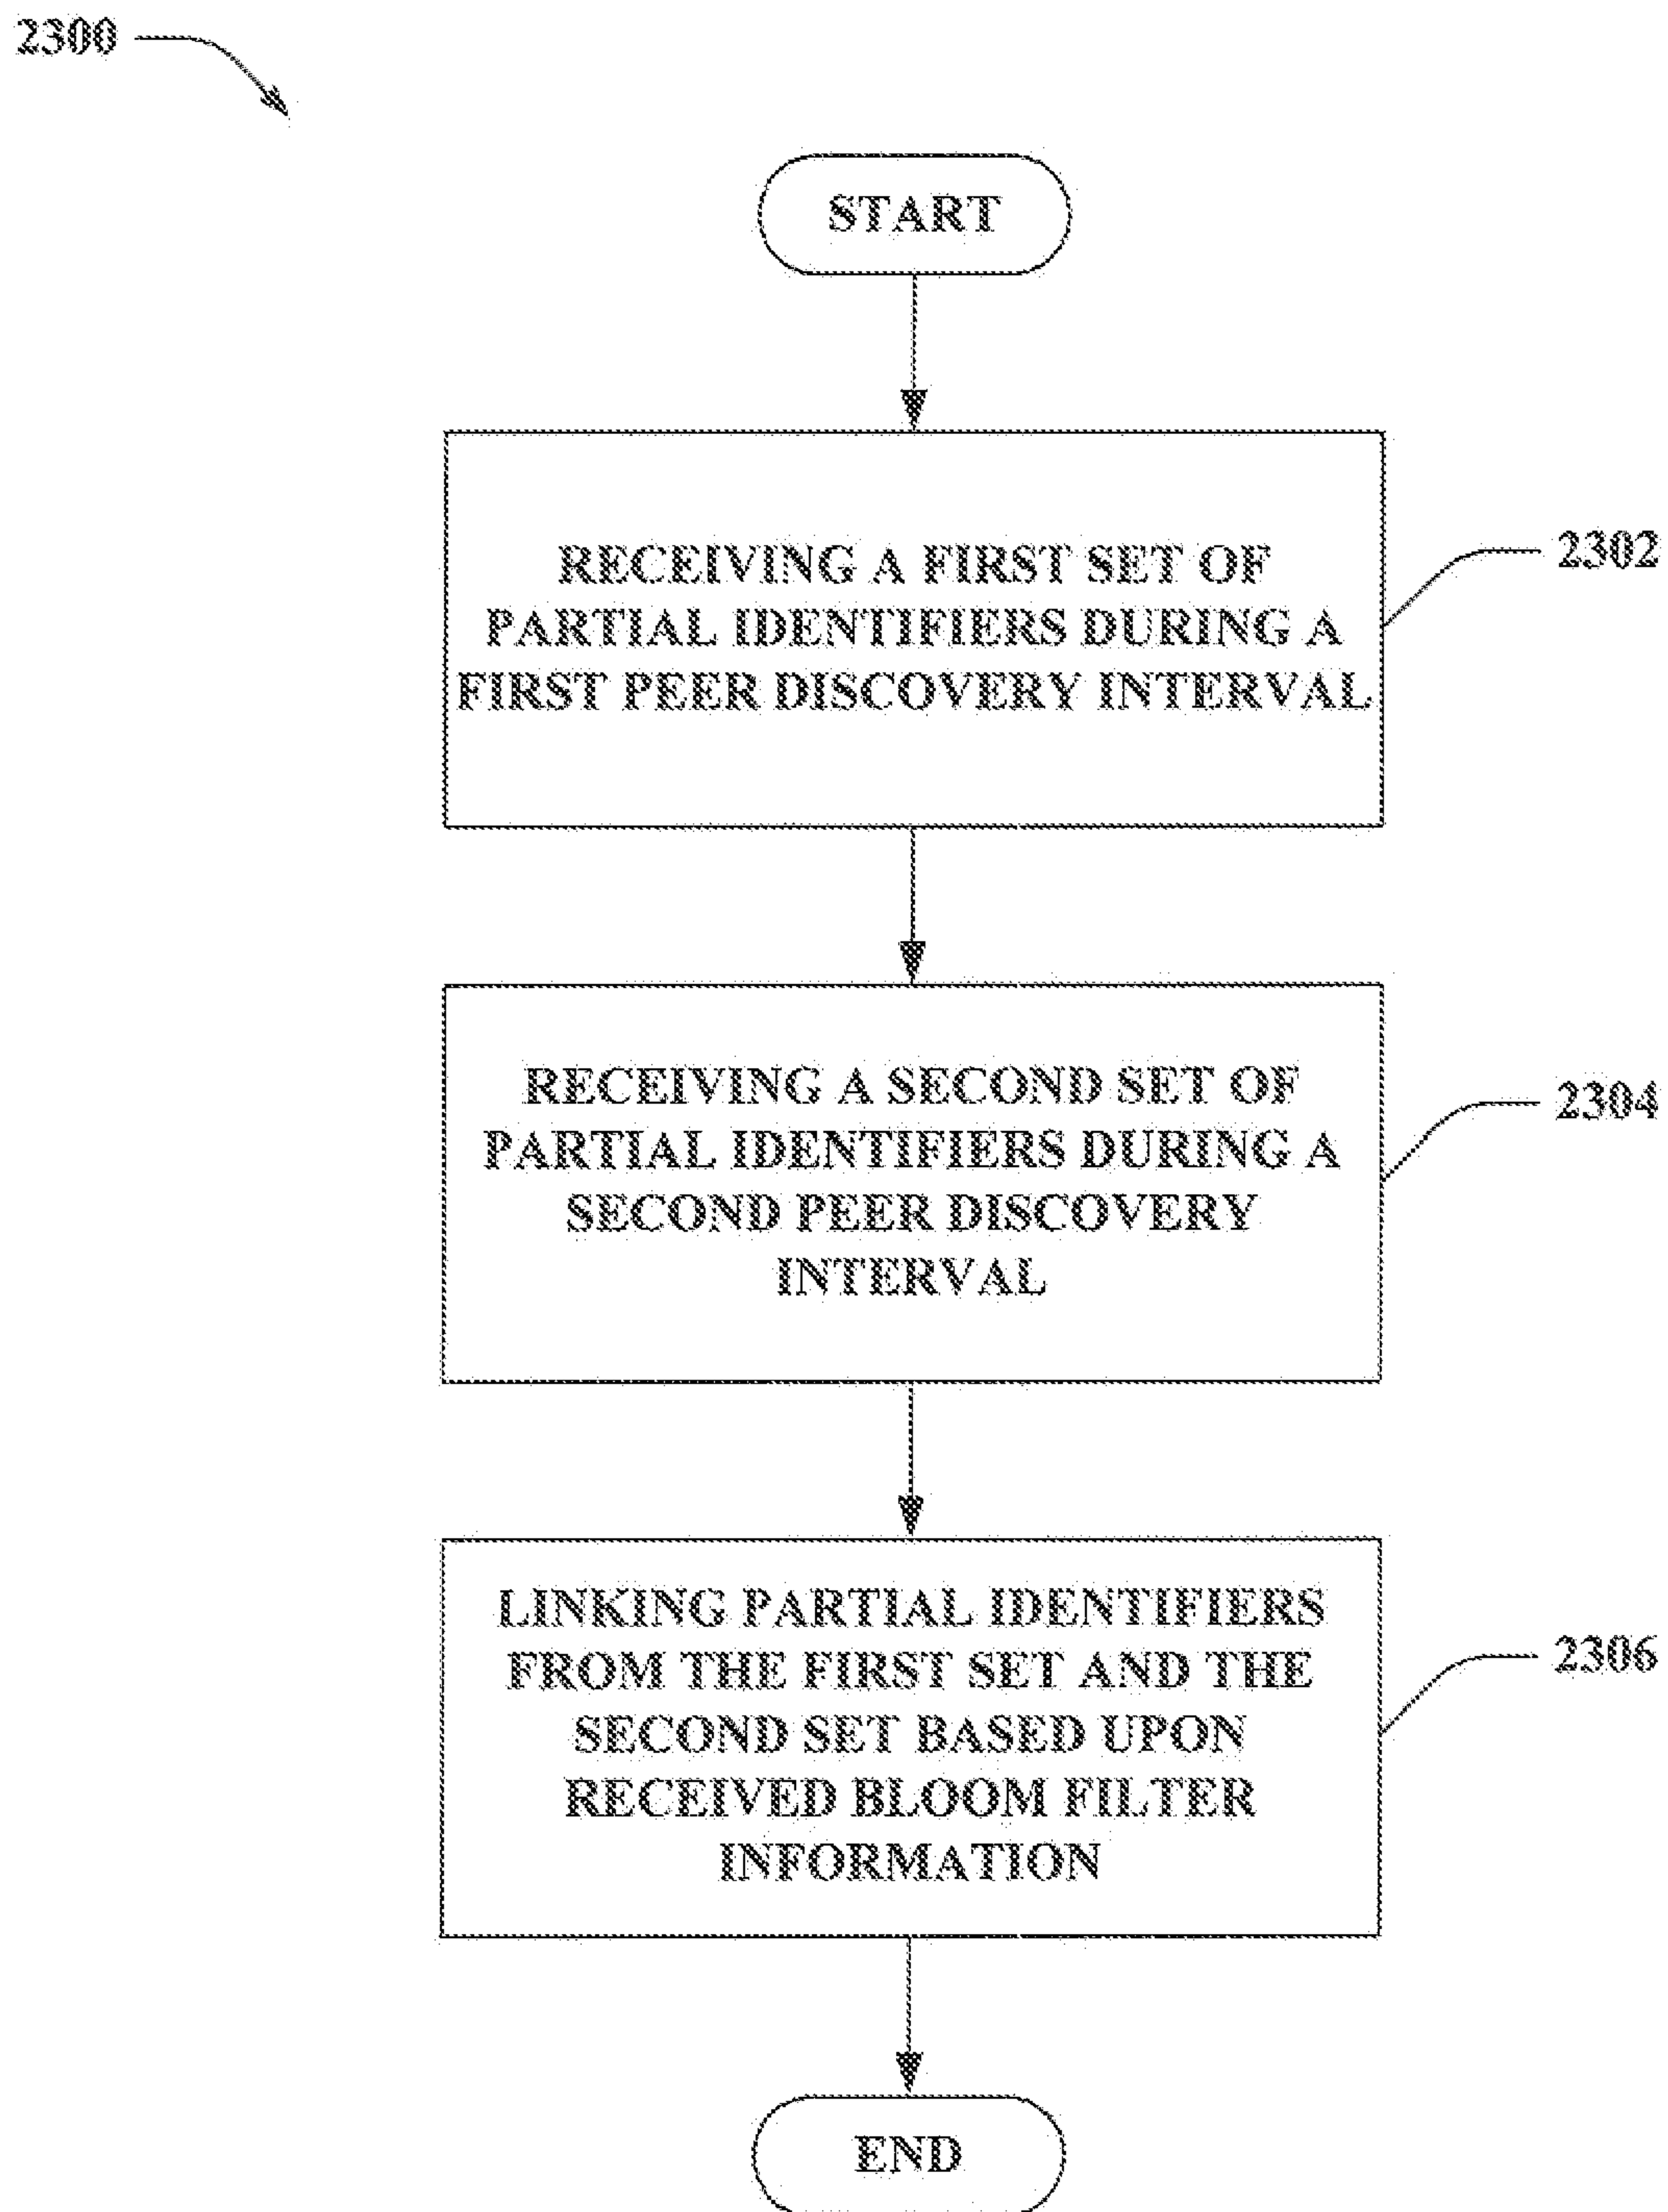 2300
START
RECEIVING A FIRST SET OF
PARTIAL IDENTIFIERS DURING A
FIRST PEER DISCOVERY INTERVAL
2302
RECEIVING A SECOND SET OF
PARTIAL IDENTIFIERS DURING A
SECOND PEER DISCOVERY
INTERVAL
2304
LINKING PARTIAL IDENTIFIERS
FROM THE FIRST SET AND THE
SECOND SET BASED UPON
RECEIVED BLOOM FILTER
INFORMATION
2306
END